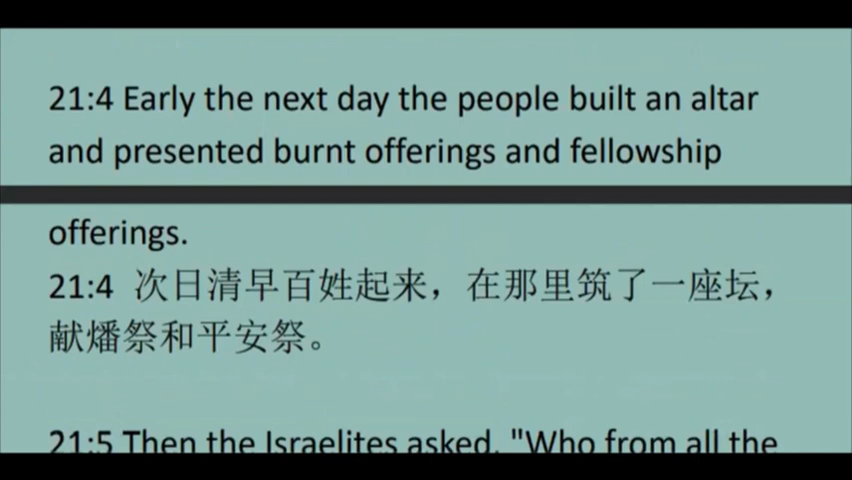 21:4 Early the next day the people built an altar
and presented burnt offerings and fellowship
offerings.
21:4 次日清早百姓起来，在那里筑了一座坛，
献燔祭和平安祭。
21:5 Then the Israelites asked, "Who from all the